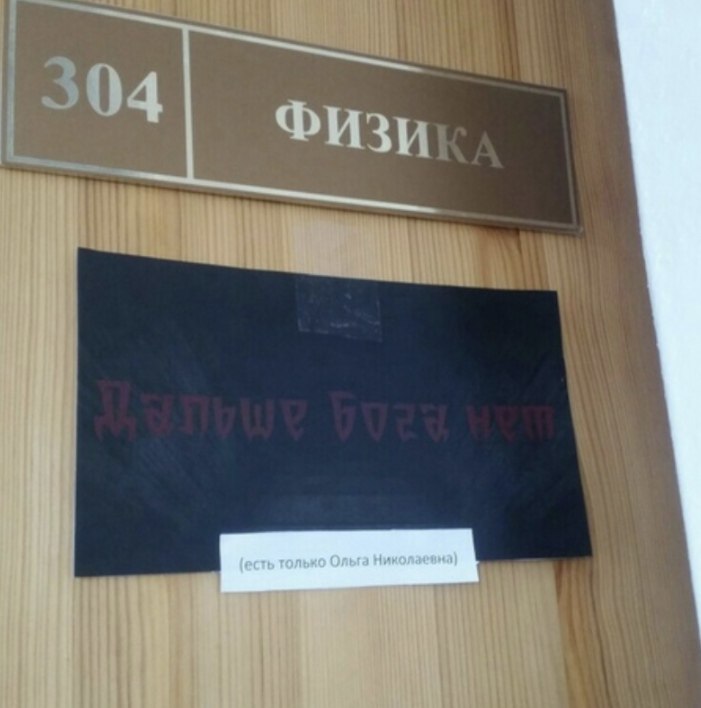 304 ФИЗИКА
Дальше бога нет
(есть только Ольга Николаевна)